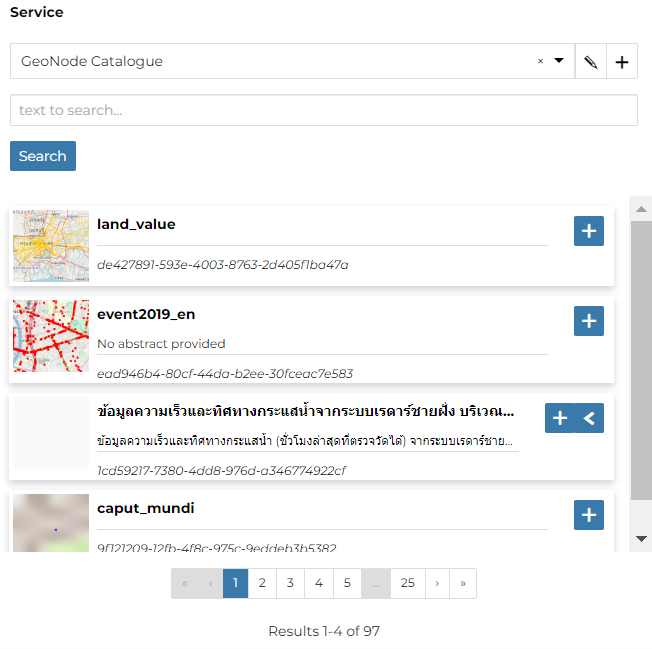 Service
GeoNode Catalogue × 
text to search...
Search
land_value
+
de427891-593e-4003-8763-2d405f1ba47a
event2019_en
+
No abstract provided
ead946b4-80cf-44da-b2ee-30fceac7e583
ข้อมูลความเร็วและทิศทางกระแสน้ำจากระบบเรดาร์ชายฝั่ง บริเวณ...
+ <
ข้อมูลความเร็วและทิศทางกระแสน้ำ (ชั่วโมงล่าสุดที่ตรวจวัดได้) จากระบบเรดาร์ชาย...
1cd59217-7380-4dd8-976d-a346774922cf
caput_mundi
+
9f121209-12fb-4f8c-975c-9eddeb3b5382
« ‹ 1 2 3 4 5 ... 25 › »
Results 1-4 of 97